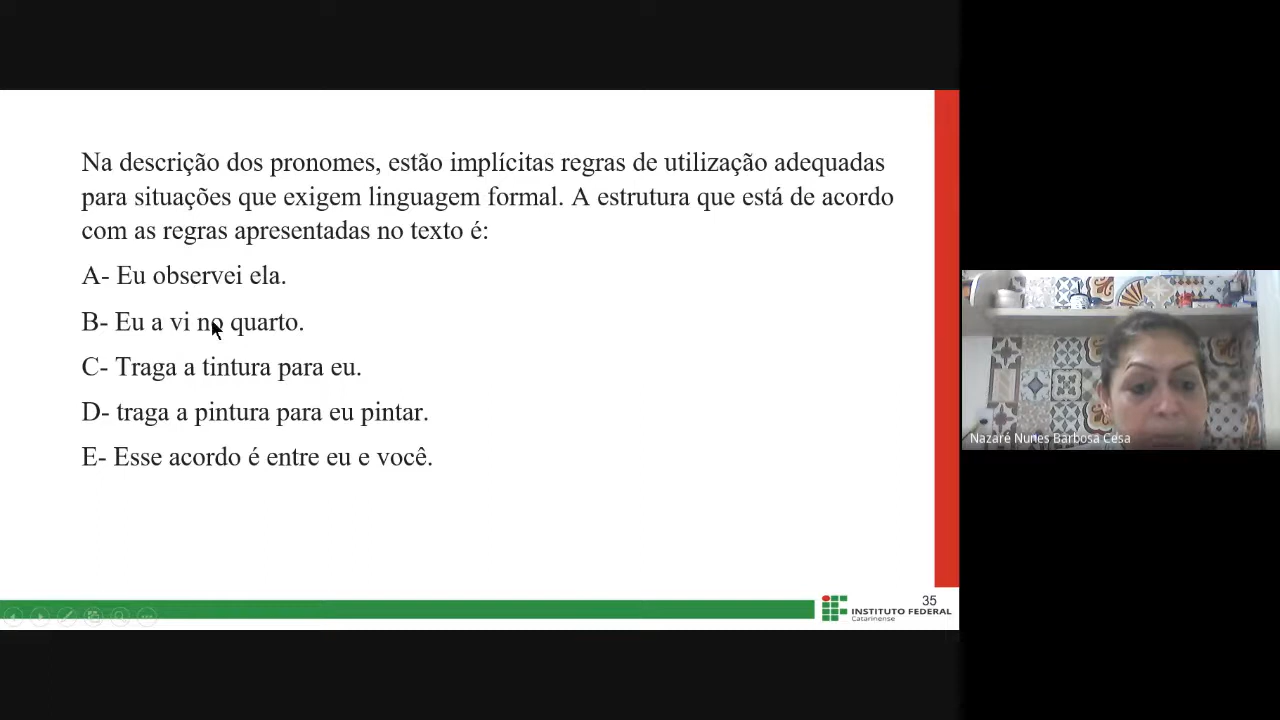 Na descrição dos pronomes, estão implícitas regras de utilização adequadas
para situações que exigem linguagem formal. A estrutura que está de acordo
com as regras apresentadas no texto é:
A- Eu observei ela.
B- Eu a vi no quarto.
C- Traga a tintura para eu.
D- traga a pintura para eu pintar.
E- Esse acordo é entre eu e você.
Nazaré Nunes Barbosa Cesa
35
INSTITUTO FEDERAL
Catarinense